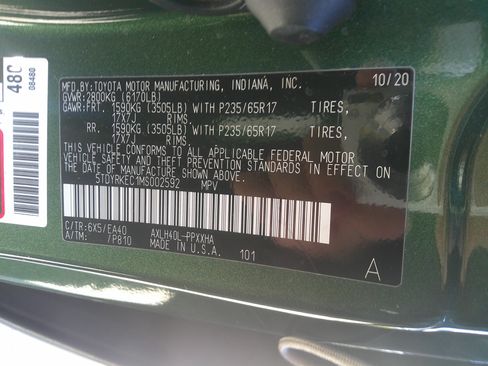 48C
08480
MFD.BY:TOYOTA MOTOR MANUFACTURING, INDIANA, INC. 10/20
GVWR:2800KG (6170LB)
GAWR:FRT. 1590KG (3505LB) WITH P235/65R17 TIRES,
17X7J RIMS.
RR. 1590KG (3505LB) WITH P235/65R17 TIRES,
17X7J RIMS.
THIS VEHICLE CONFORMS TO ALL APPLICABLE FEDERAL MOTOR
VEHICLE SAFETY AND THEFT PREVENTION STANDARDS IN EFFECT ON
THE DATE OF MANUFACTURE SHOWN ABOVE.
5TDYRKEC1MS002592 MPV
C/TR:6X5/EA40 AXLH40L-PPXXHA
A/TM: /P810 MADE IN U.S.A. 101
A